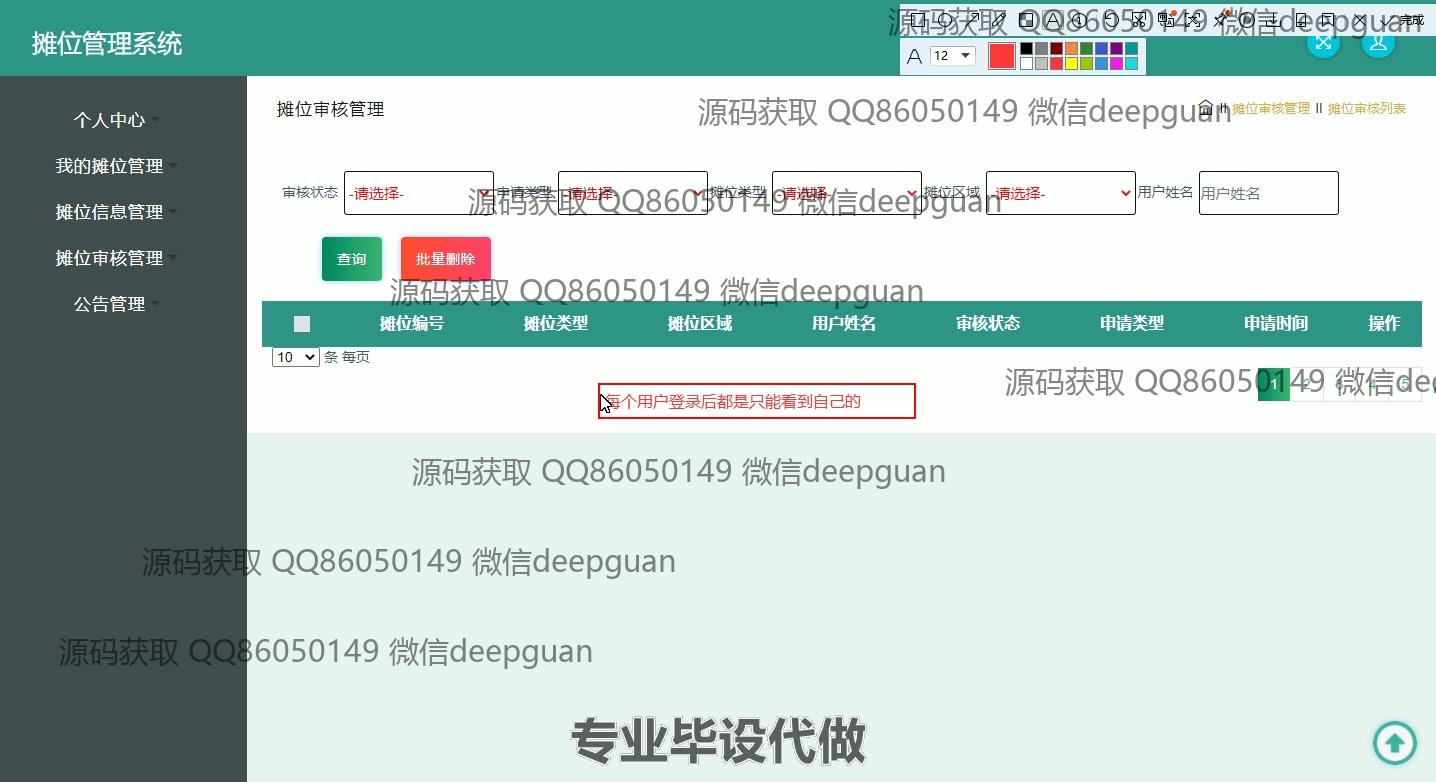 摊位管理系统
源码获取 QQ86050149 微信deepguan
完成
A 12
个人中心
我的摊位管理
摊位信息管理
摊位审核管理
公告管理
摊位审核管理
源码获取 QQ86050149 微信deepguan
摊位审核管理 摊位审核列表
审核状态 -请选择- 申请类型 -请选择- 摊位类型 -请选择- 摊位区域 -请选择- 用户姓名 用户姓名
源码获取 QQ86050149 微信deepguan
查询 批量删除
源码获取 QQ86050149 微信deepguan
摊位编号 摊位类型 摊位区域 用户姓名 审核状态 申请类型 申请时间 操作
10 条 每页
源码获取 QQ86050149 微信dee
1 2 3 4 5
每个用户登录后都是只能看到自己的
源码获取 QQ86050149 微信deepguan
源码获取 QQ86050149 微信deepguan
源码获取 QQ86050149 微信deepguan
专业毕设代做